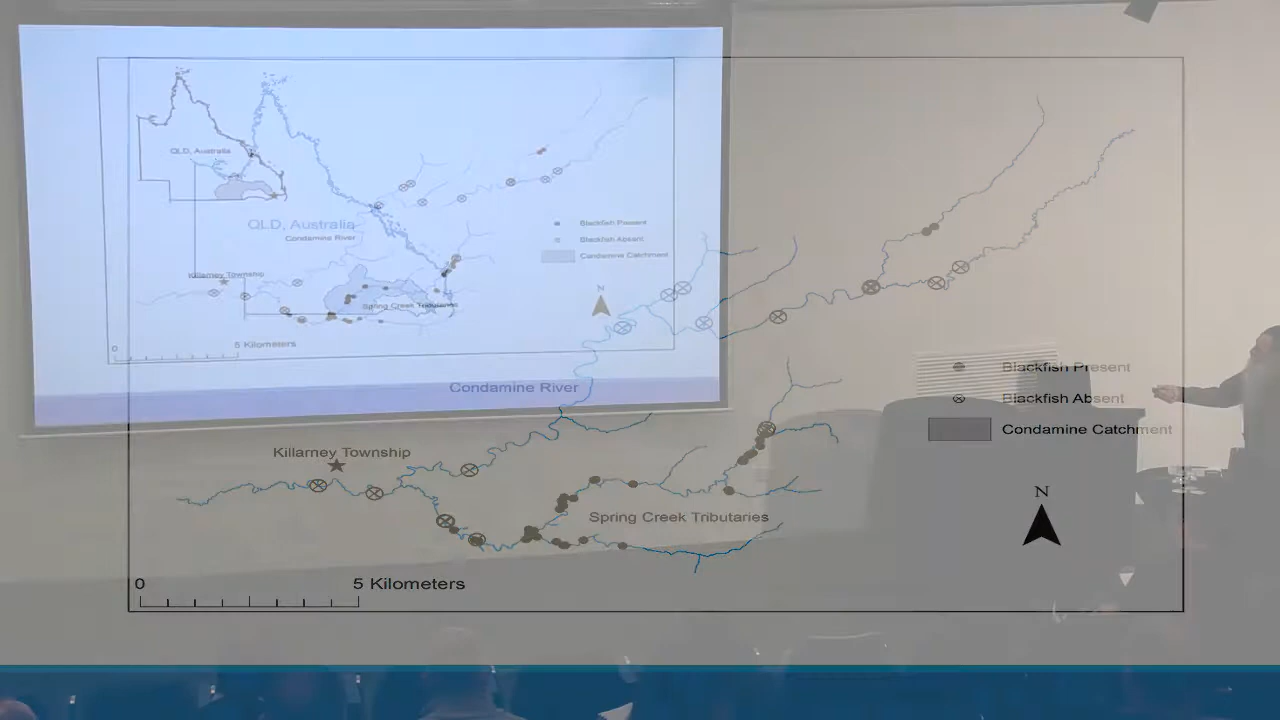 QLD, Australia
QLD, Australia
Condamine River
Killarney Township
Spring Creek Tributaries
Blackfish Present
Blackfish Absent
Condamine Catchment
N
0
5 Kilometers
Condamine River
Killarney Township
Spring Creek Tributaries
Blackfish Present
Blackfish Absent
Condamine Catchment
N
0
5 Kilometers